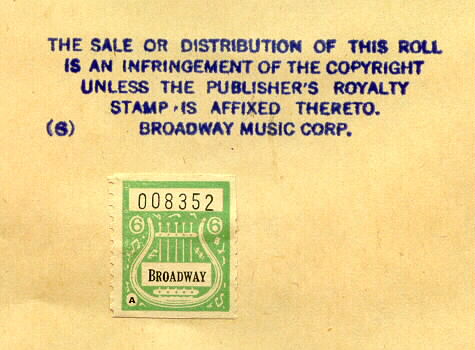 THE SALE OR DISTRIBUTION OF THIS ROLL
IS AN INFRINGEMENT OF THE COPYRIGHT
UNLESS THE PUBLISHER'S ROYALTY
STAMP IS AFFIXED THERETO.
(6) BROADWAY MUSIC CORP.
008352
6 6
BROADWAY
A